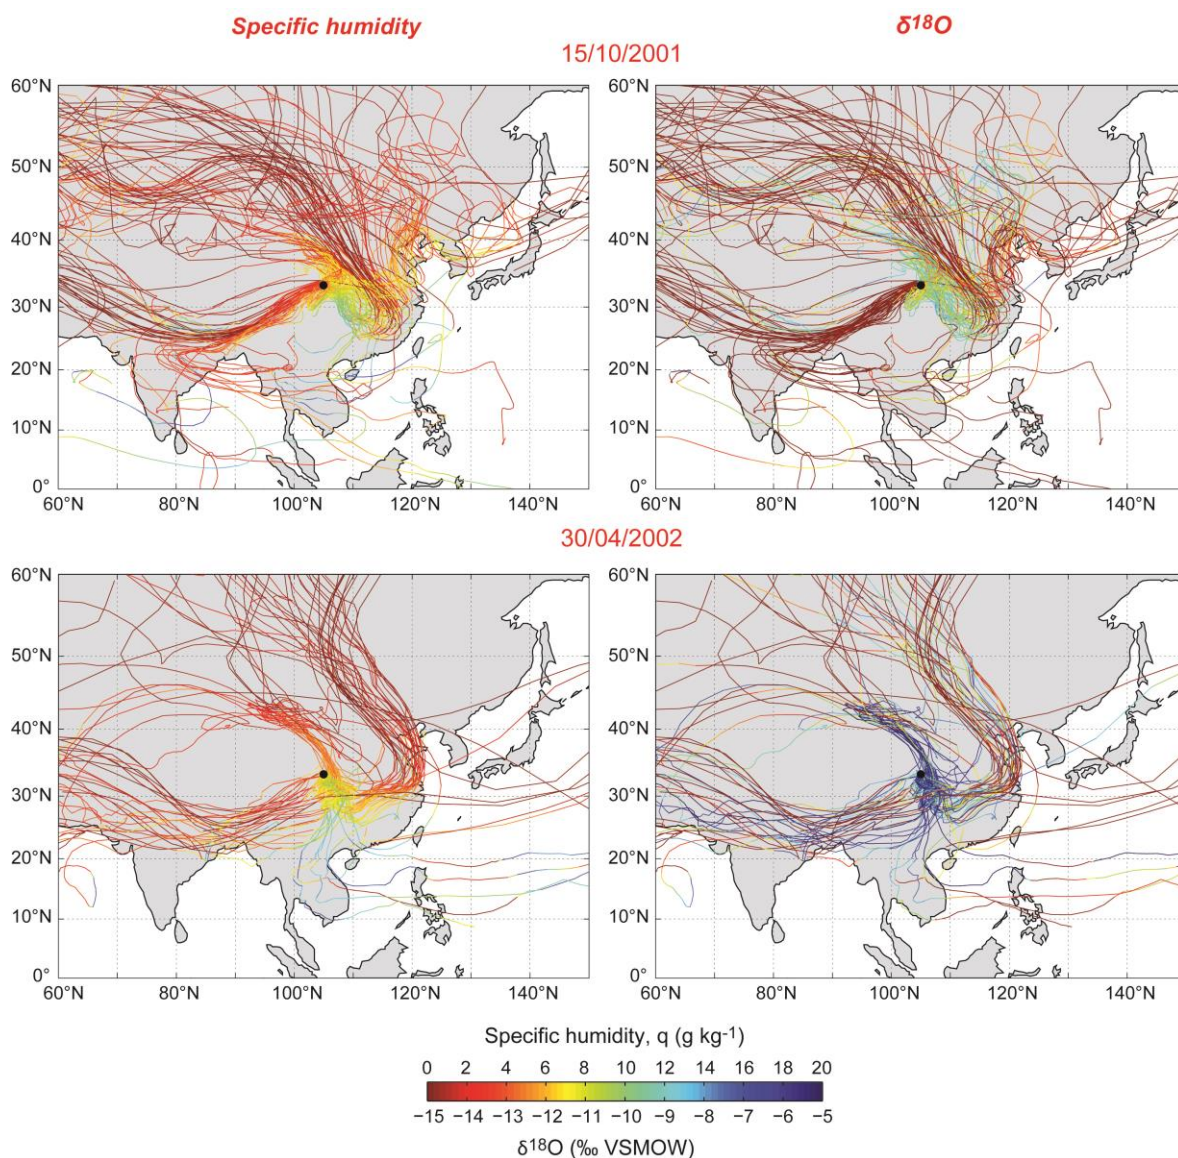 Specific humidity
δ18O
15/10/2001
60°N
60°N
50°N
50°N
40°N
40°N
30°N
30°N
20°N
20°N
10°N
10°N
0°
0°
60°N 80°N 100°N 120°N 140°N
60°N 80°N 100°N 120°N 140°N
30/04/2002
60°N
60°N
50°N
50°N
40°N
40°N
30°N
30°N
20°N
20°N
10°N
10°N
0°
0°
60°N 80°N 100°N 120°N 140°N
60°N 80°N 100°N 120°N 140°N
Specific humidity, q (g kg-1)
0 2 4 6 8 10 12 14 16 18 20
−15 −14 −13 −12 −11 −10 −9 −8 −7 −6 −5
δ18O (‰ VSMOW)